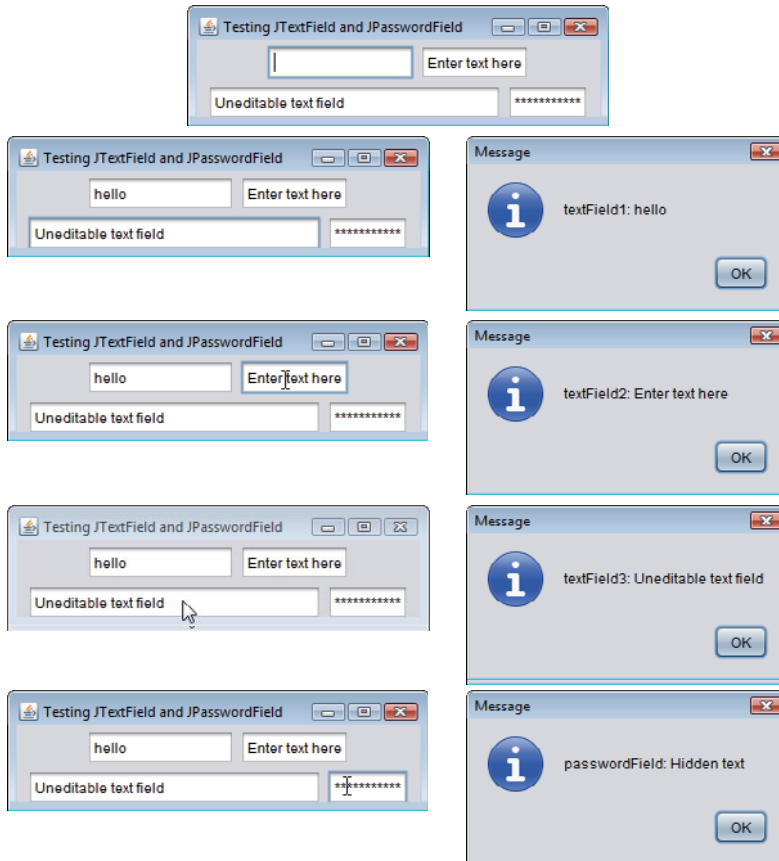 Testing JTextField and JPasswordField
Enter text here
Uneditable text field ***********
Testing JTextField and JPasswordField
hello Enter text here
Uneditable text field ***********
Message
textField1: hello
OK
Testing JTextField and JPasswordField
hello Enter text here
Uneditable text field ***********
Message
textField2: Enter text here
OK
Testing JTextField and JPasswordField
hello Enter text here
Uneditable text field ***********
Message
textField3: Uneditable text field
OK
Testing JTextField and JPasswordField
hello Enter text here
Uneditable text field ***********
Message
passwordField: Hidden text
OK